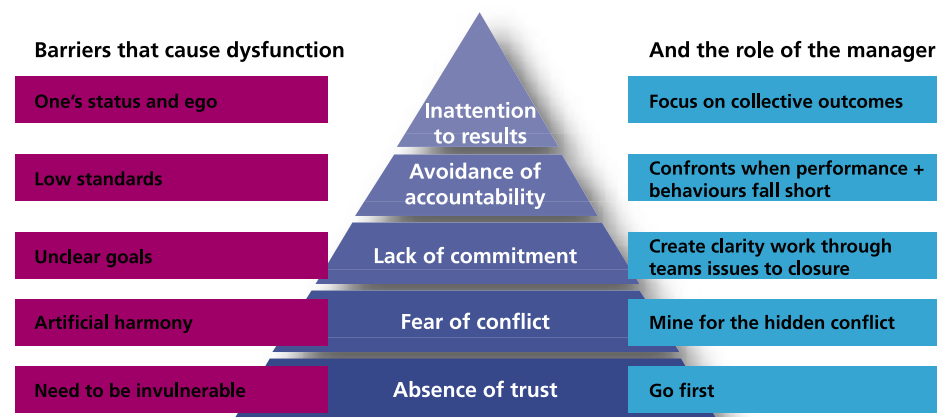 Barriers that cause dysfunction
And the role of the manager
One's status and ego
Inattention
to results
Focus on collective outcomes
Low standards
Avoidance of
accountability
Confronts when performance +
behaviours fall short
Unclear goals
Lack of commitment
Create clarity work through
teams issues to closure
Artificial harmony
Fear of conflict
Mine for the hidden conflict
Need to be invulnerable
Absence of trust
Go first